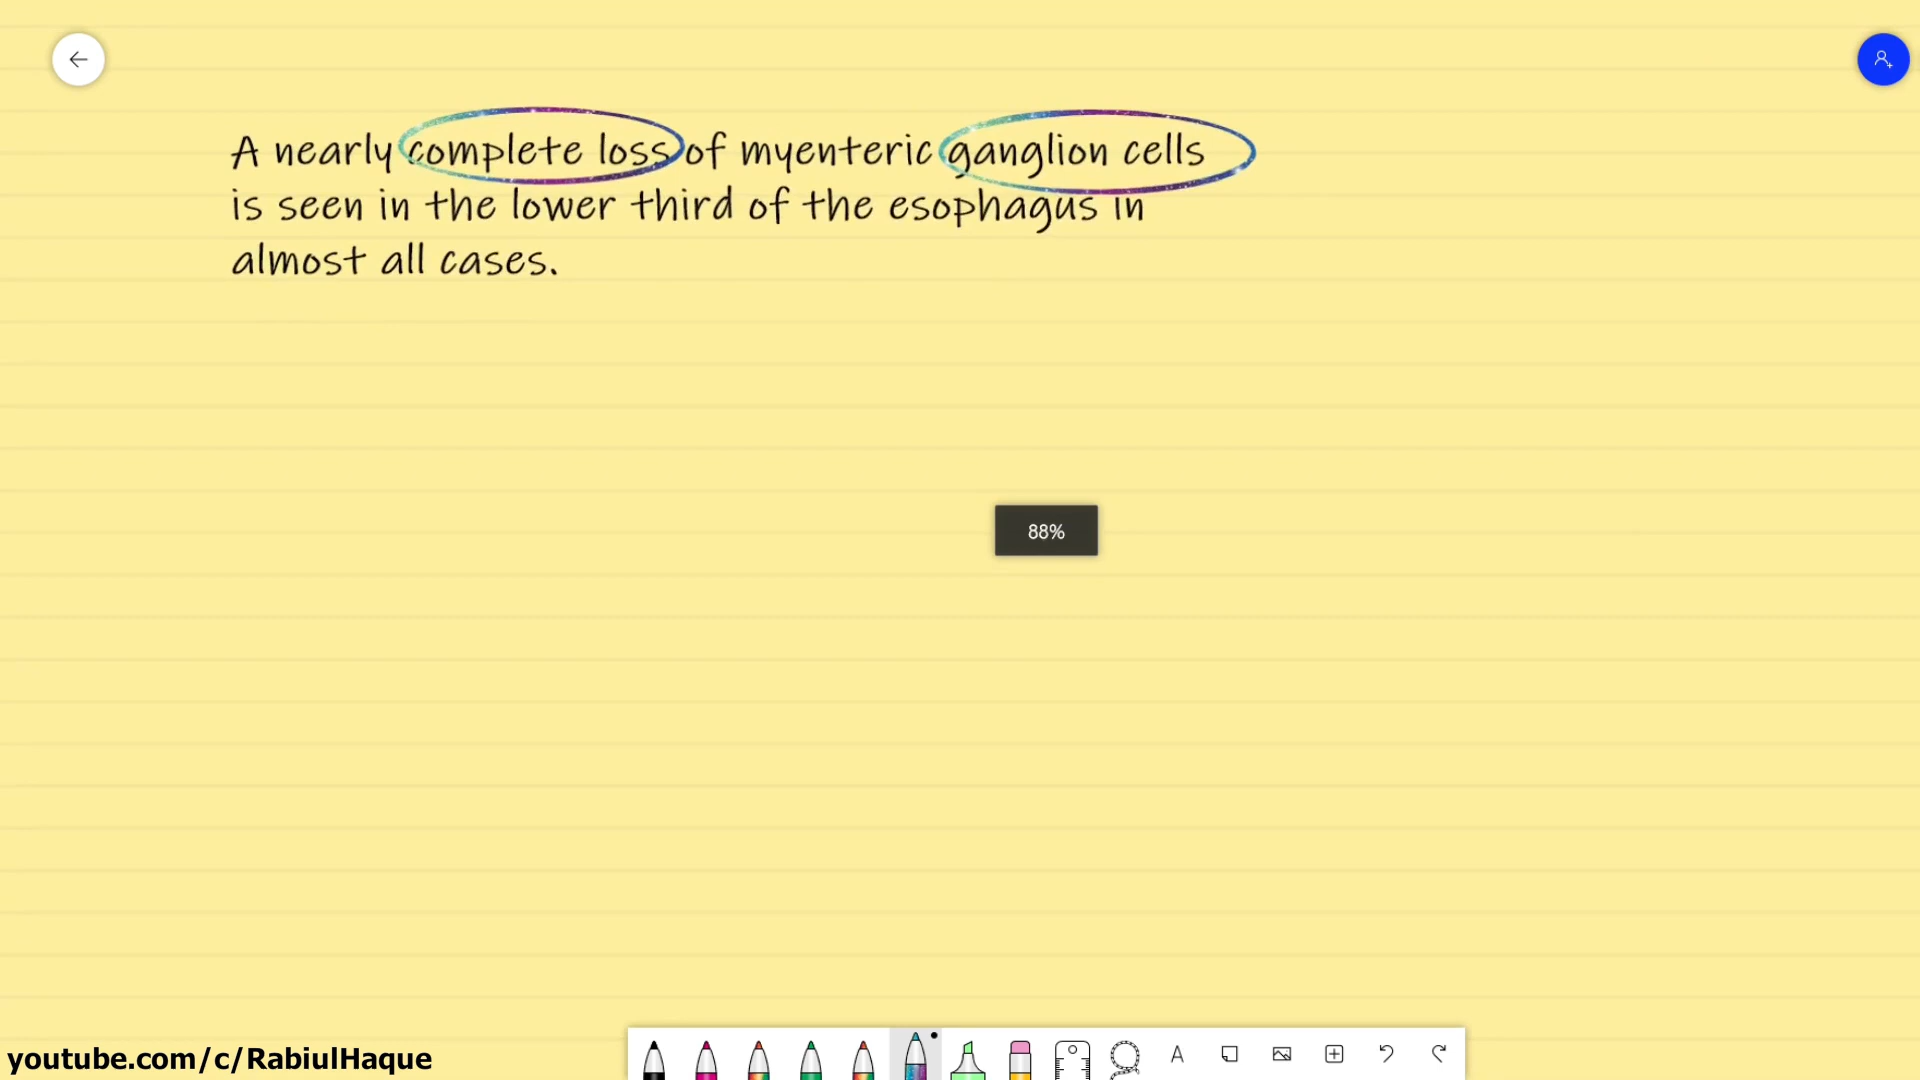 A nearly complete loss of myenteric ganglion cells
is seen in the lower third of the esophagus in
almost all cases.
88%
youtube.com/c/RabiulHaque